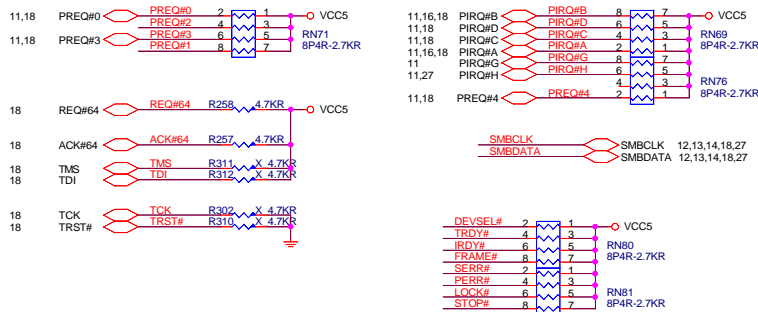 11,18 PREQ#0 PREQ#0 2 1 VCC5
PREQ#2 4 3
11,18 PREQ#3 PREQ#3 6 5 RN71
PREQ#1 8 7 8P4R-2.7KR
18 REQ#64 REQ#64 R258 4.7KR VCC5
18 ACK#64 ACK#64 R257 4.7KR
18 TMS TMS R311 X 4.7KR
18 TDI TDI R312 X 4.7KR
18 TCK TCK R302 X 4.7KR
18 TRST# TRST# R310 X 4.7KR
11,16,18 PIRQ#B PIRQ#B 8 7 VCC5
11,18 PIRQ#D PIRQ#D 6 5
11,18 PIRQ#C PIRQ#C 4 3 RN69
11,16,18 PIRQ#A PIRQ#A 2 1 8P4R-2.7KR
11 PIRQ#G PIRQ#G 8 7
11,27 PIRQ#H PIRQ#H 6 5
4 3 RN76
11,18 PREQ#4 PREQ#4 2 1 8P4R-2.7KR
SMBCLK SMBCLK 12,13,14,18,27
SMBDATA SMBDATA 12,13,14,18,27
DEVSEL# 2 1 VCC5
TRDY# 4 3
IRDY# 6 5 RN80
FRAME# 8 7 8P4R-2.7KR
SERR# 2 1
PERR# 4 3
LOCK# 6 5 RN81
STOP# 8 7 8P4R-2.7KR